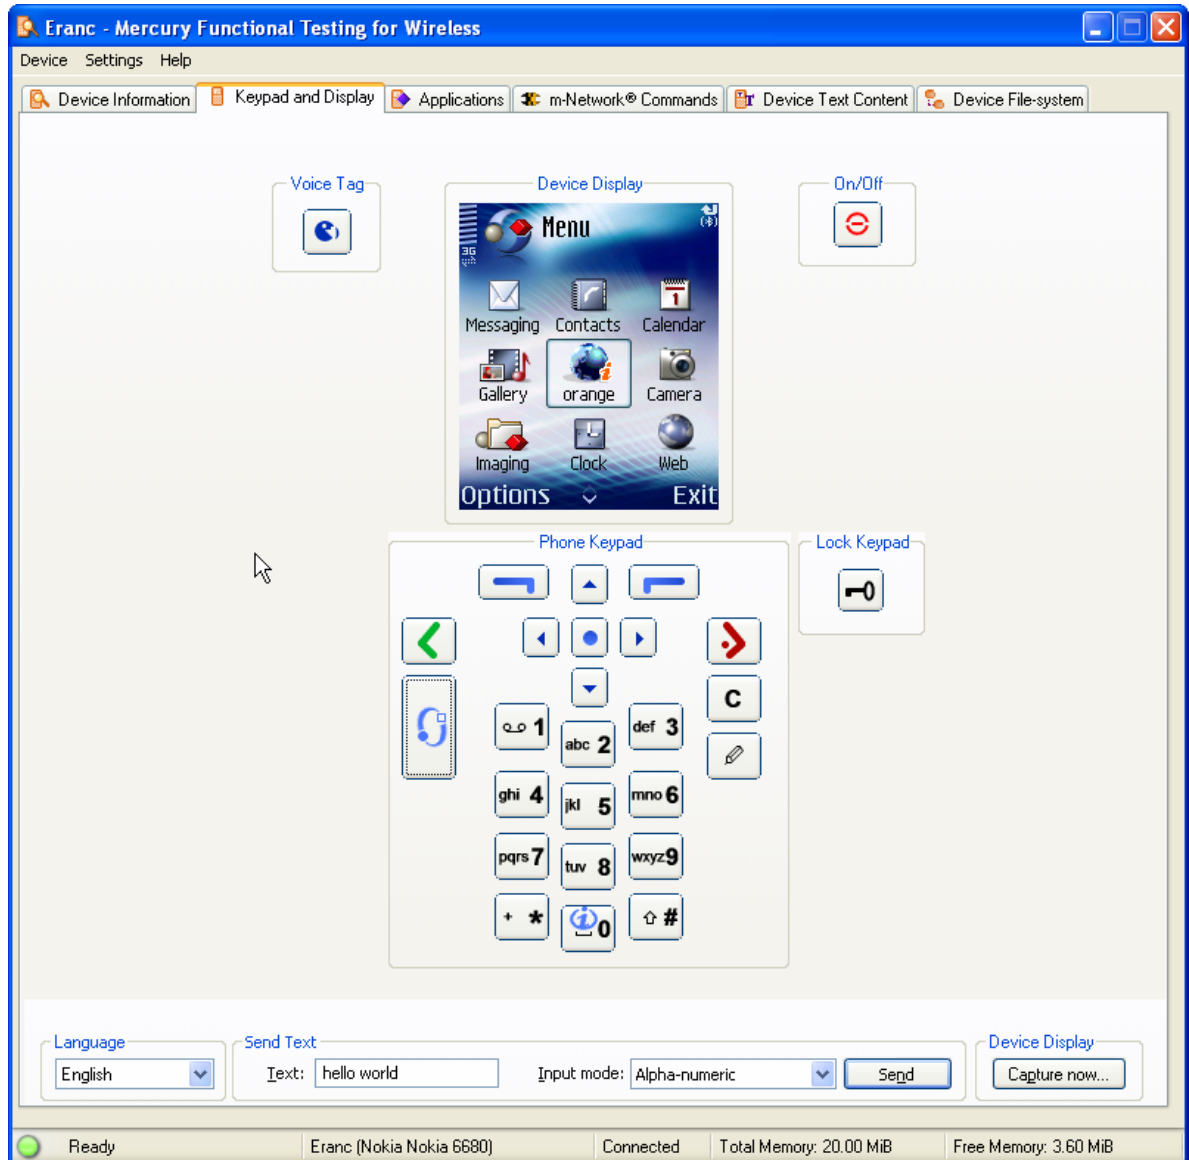 Eranc - Mercury Functional Testing for Wireless
Device Settings Help
Device Information Keypad and Display Applications m-Network® Commands Device Text Content Device File-system
Voice Tag Device Display On/Off
3G Menu
1
Messaging Contacts Calendar
Gallery orange Camera
Imaging Clock Web
Options Exit
Phone Keypad Lock Keypad
C
1 abc 2 def 3
ghi 4 jkl 5 mno 6
pqrs 7 tuv 8 wxyz 9
+ * i 0 #
Language Send Text Device Display
English Text: hello world Input mode: Alpha-numeric Send Capture now...
Ready Eranc (Nokia Nokia 6680) Connected Total Memory: 20.00 MiB Free Memory: 3.60 MiB